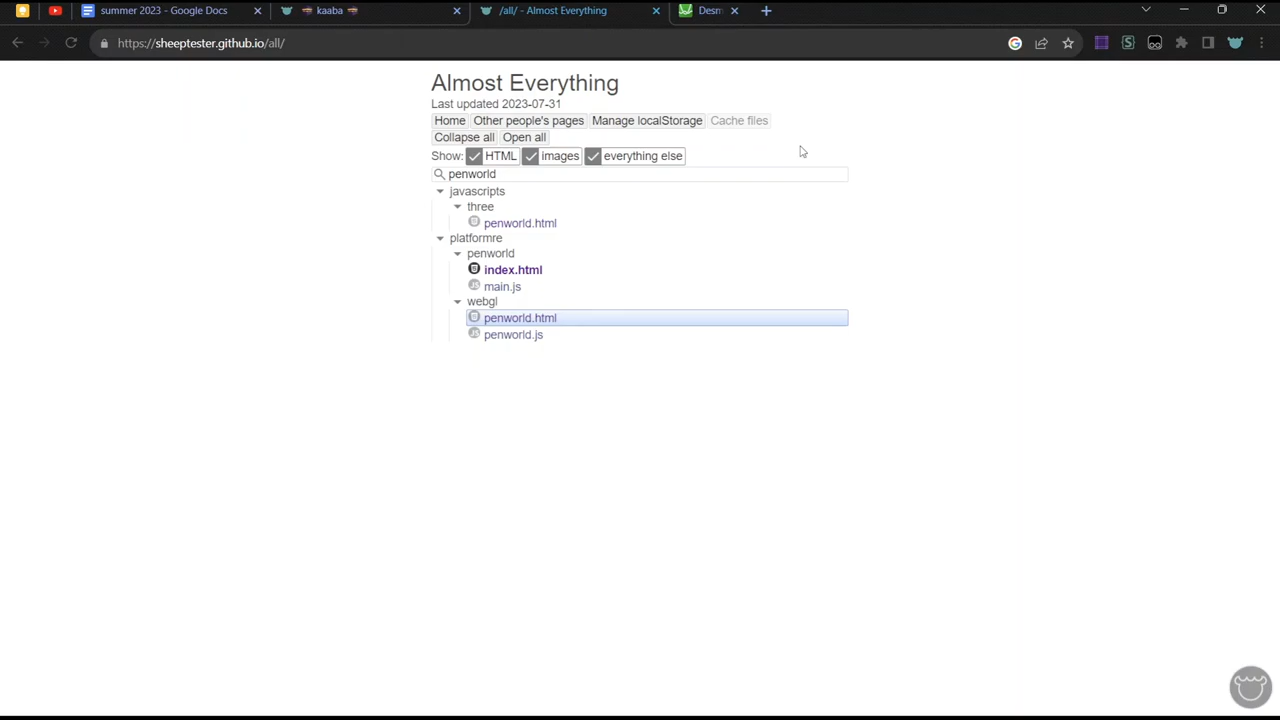 summer 2023 - Google Docs
kaaba
/all/ - Almost Everything
Desm
https://sheeptester.github.io/all/
Almost Everything
Last updated 2023-07-31
Home Other people's pages Manage localStorage Cache files
Collapse all Open all
Show: HTML images everything else
penworld
javascripts
three
penworld.html
platformre
penworld
index.html
JS main.js
webgl
penworld.html
JS penworld.js